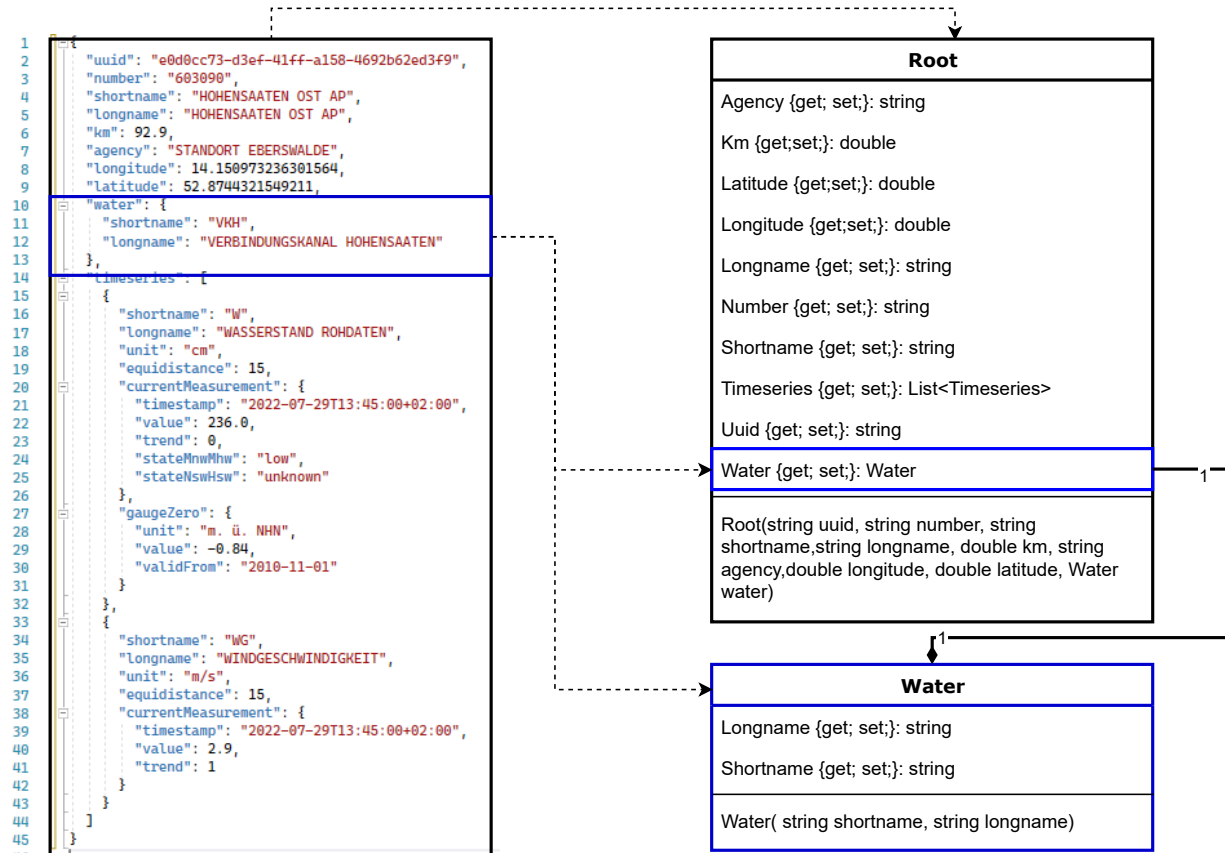 1 {
2 "uuid": "e0d0cc73-d3ef-41ff-a158-4692b62ed3f9",
3 "number": "603090",
4 "shortname": "HOHENSAATEN OST AP",
5 "longname": "HOHENSAATEN OST AP",
6 "km": 92.9,
7 "agency": "STANDORT EBERSWALDE",
8 "longitude": 14.150973236301564,
9 "latitude": 52.8744321549211,
10 "water": {
11 "shortname": "VKH",
12 "longname": "VERBINDUNGSKANAL HOHENSAATEN"
13 },
14 "timeseries": [
15 {
16 "shortname": "W",
17 "longname": "WASSERSTAND ROHDATEN",
18 "unit": "cm",
19 "equidistance": 15,
20 "currentMeasurement": {
21 "timestamp": "2022-07-29T13:45:00+02:00",
22 "value": 236.0,
23 "trend": 0,
24 "stateMnwMhw": "low",
25 "stateNswHsw": "unknown"
26 },
27 "gaugeZero": {
28 "unit": "m. ü. NHN",
29 "value": -0.84,
30 "validFrom": "2010-11-01"
31 }
32 },
33 {
34 "shortname": "WG",
35 "longname": "WINDGESCHWINDIGKEIT",
36 "unit": "m/s",
37 "equidistance": 15,
38 "currentMeasurement": {
39 "timestamp": "2022-07-29T13:45:00+02:00",
40 "value": 2.9,
41 "trend": 1
42 }
43 }
44 ]
45 }
Root
Agency {get; set;}: string
Km {get;set;}: double
Latitude {get;set;}: double
Longitude {get;set;}: double
Longname {get; set;}: string
Number {get; set;}: string
Shortname {get; set;}: string
Timeseries {get; set;}: List<Timeseries>
Uuid {get; set;}: string
Water {get; set;}: Water
1
Root(string uuid, string number, string
shortname,string longname, double km, string
agency,double longitude, double latitude, Water
water)
1
Water
Longname {get; set;}: string
Shortname {get; set;}: string
Water( string shortname, string longname)